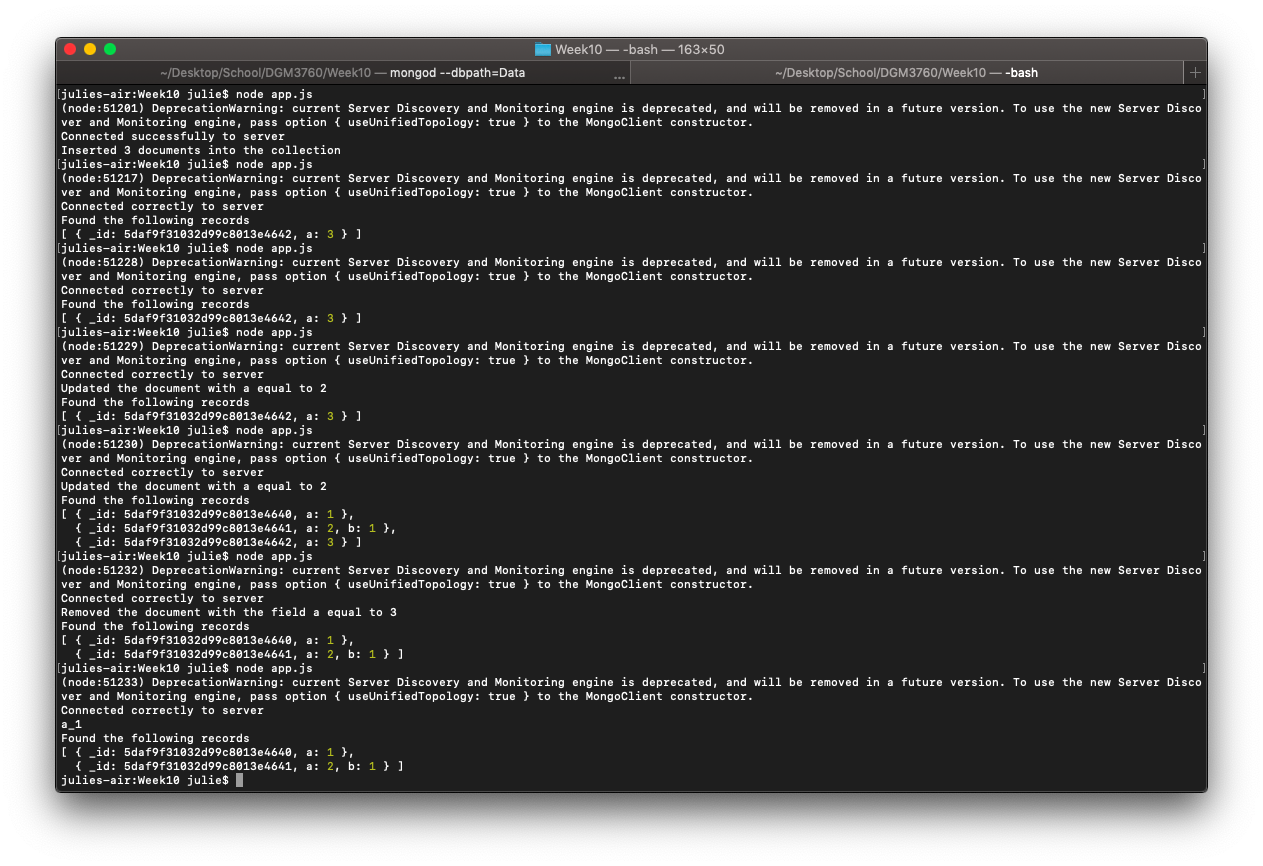 Week10 — -bash — 163×50
~/Desktop/School/DGM3760/Week10 — mongod --dbpath=Data ...
~/Desktop/School/DGM3760/Week10 — -bash +
[julies-air:Week10 julie$ node app.js ]
(node:51201) DeprecationWarning: current Server Discovery and Monitoring engine is deprecated, and will be removed in a future version. To use the new Server Disco
ver and Monitoring engine, pass option { useUnifiedTopology: true } to the MongoClient constructor.
Connected successfully to server
Inserted 3 documents into the collection
[julies-air:Week10 julie$ node app.js ]
(node:51217) DeprecationWarning: current Server Discovery and Monitoring engine is deprecated, and will be removed in a future version. To use the new Server Disco
ver and Monitoring engine, pass option { useUnifiedTopology: true } to the MongoClient constructor.
Connected correctly to server
Found the following records
[ { _id: 5daf9f31032d99c8013e4642, a: 3 } ]
[julies-air:Week10 julie$ node app.js ]
(node:51228) DeprecationWarning: current Server Discovery and Monitoring engine is deprecated, and will be removed in a future version. To use the new Server Disco
ver and Monitoring engine, pass option { useUnifiedTopology: true } to the MongoClient constructor.
Connected correctly to server
Found the following records
[ { _id: 5daf9f31032d99c8013e4642, a: 3 } ]
[julies-air:Week10 julie$ node app.js ]
(node:51229) DeprecationWarning: current Server Discovery and Monitoring engine is deprecated, and will be removed in a future version. To use the new Server Disco
ver and Monitoring engine, pass option { useUnifiedTopology: true } to the MongoClient constructor.
Connected correctly to server
Updated the document with a equal to 2
Found the following records
[ { _id: 5daf9f31032d99c8013e4642, a: 3 } ]
[julies-air:Week10 julie$ node app.js ]
(node:51230) DeprecationWarning: current Server Discovery and Monitoring engine is deprecated, and will be removed in a future version. To use the new Server Disco
ver and Monitoring engine, pass option { useUnifiedTopology: true } to the MongoClient constructor.
Connected correctly to server
Updated the document with a equal to 2
Found the following records
[ { _id: 5daf9f31032d99c8013e4640, a: 1 },
  { _id: 5daf9f31032d99c8013e4641, a: 2, b: 1 },
  { _id: 5daf9f31032d99c8013e4642, a: 3 } ]
[julies-air:Week10 julie$ node app.js ]
(node:51232) DeprecationWarning: current Server Discovery and Monitoring engine is deprecated, and will be removed in a future version. To use the new Server Disco
ver and Monitoring engine, pass option { useUnifiedTopology: true } to the MongoClient constructor.
Connected correctly to server
Removed the document with the field a equal to 3
Found the following records
[ { _id: 5daf9f31032d99c8013e4640, a: 1 },
  { _id: 5daf9f31032d99c8013e4641, a: 2, b: 1 } ]
[julies-air:Week10 julie$ node app.js ]
(node:51233) DeprecationWarning: current Server Discovery and Monitoring engine is deprecated, and will be removed in a future version. To use the new Server Disco
ver and Monitoring engine, pass option { useUnifiedTopology: true } to the MongoClient constructor.
Connected correctly to server
a_1
Found the following records
[ { _id: 5daf9f31032d99c8013e4640, a: 1 },
  { _id: 5daf9f31032d99c8013e4641, a: 2, b: 1 } ]
julies-air:Week10 julie$